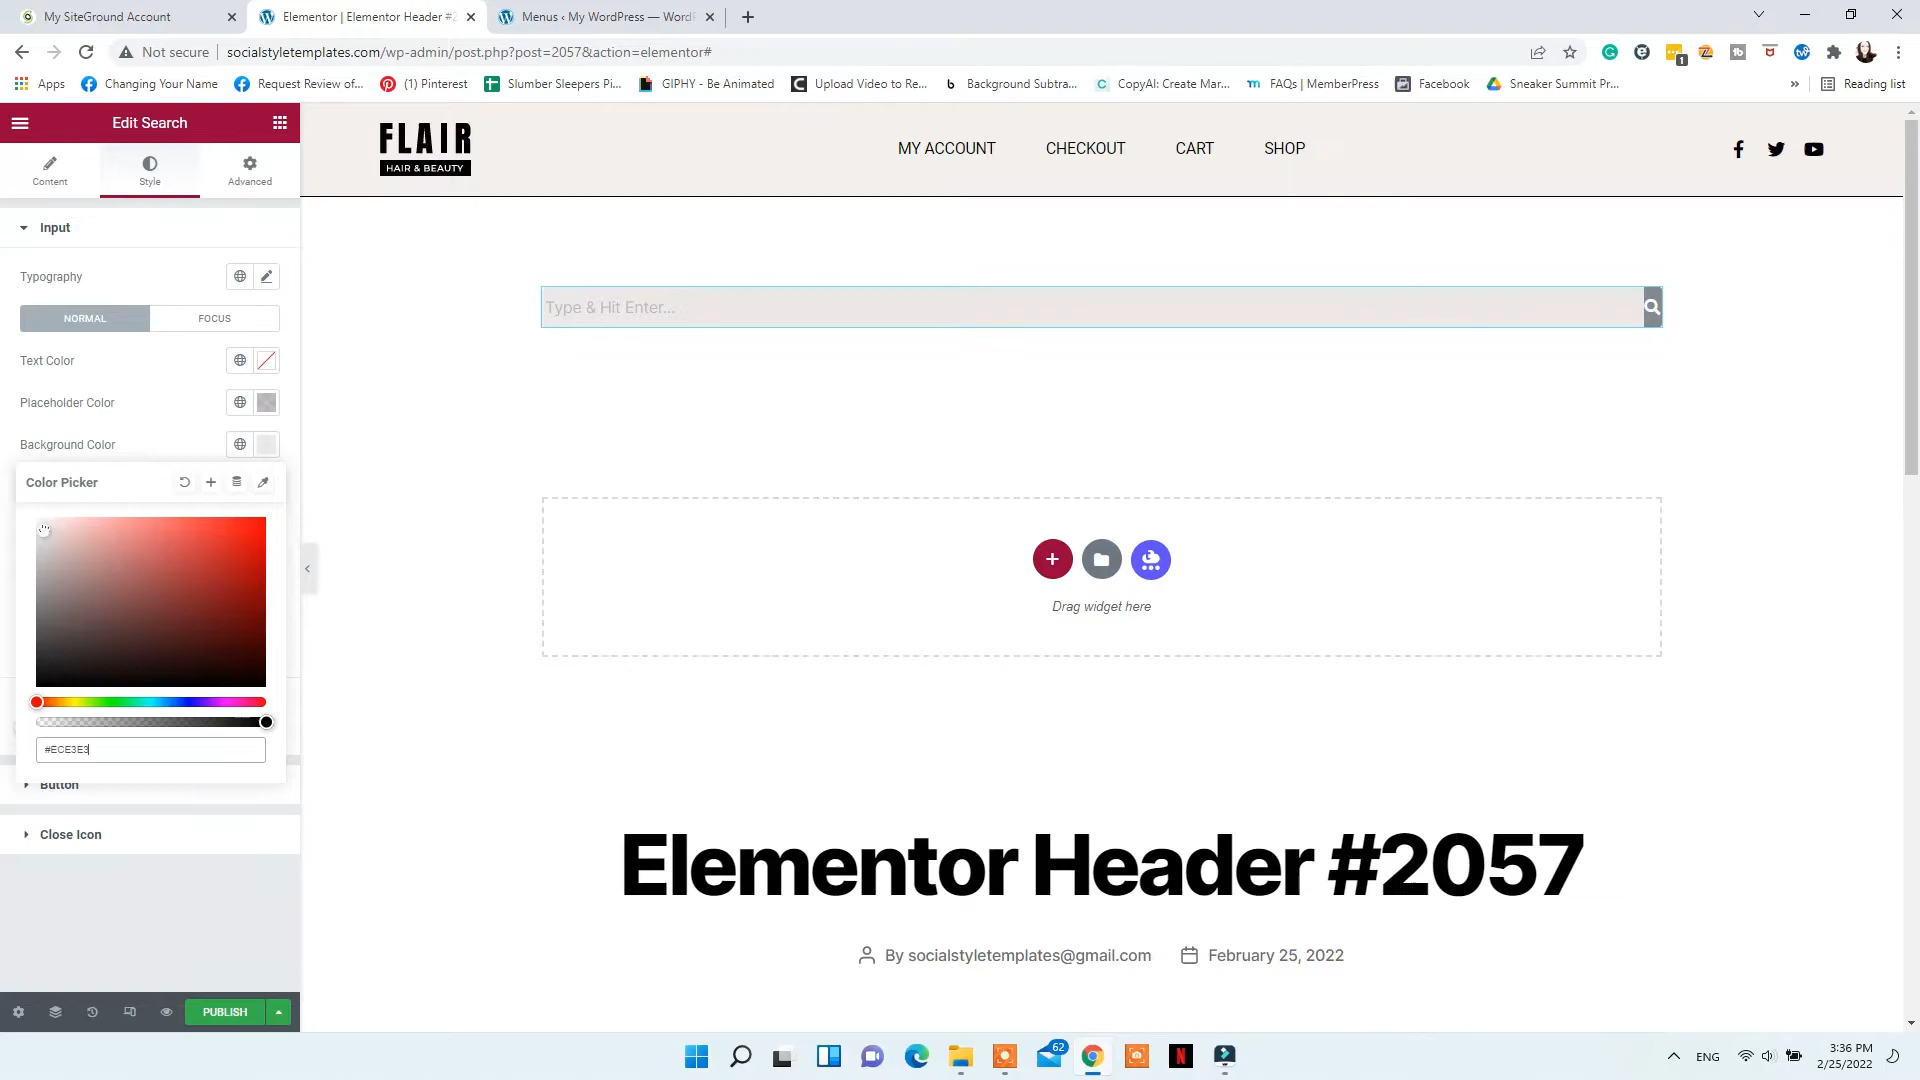 My SiteGround Account
Elementor | Elementor Header #2
Menus ‹ My WordPress — Word
Not secure
socialstyletemplates.com/wp-admin/post.php?post=2057&action=elementor#
1
Apps
Changing Your Name
Request Review of...
(1) Pinterest
Slumber Sleepers Pi...
GIPHY - Be Animated
Upload Video to Re...
Background Subtra...
CopyAI: Create Mar...
FAQs | MemberPress
Facebook
Sneaker Summit Pr...
»
Reading list
Edit Search
Content
Style
Advanced
FLAIR
HAIR & BEAUTY
MY ACCOUNT
CHECKOUT
CART
SHOP
Input
Typography
NORMAL
FOCUS
Text Color
Placeholder Color
Background Color
Color Picker
#ECE3E3
Button
Close Icon
PUBLISH
Type & Hit Enter...
Drag widget here
Elementor Header #2057
By socialstyletemplates@gmail.com
February 25, 2022
62
ENG
3:36 PM
2/25/2022